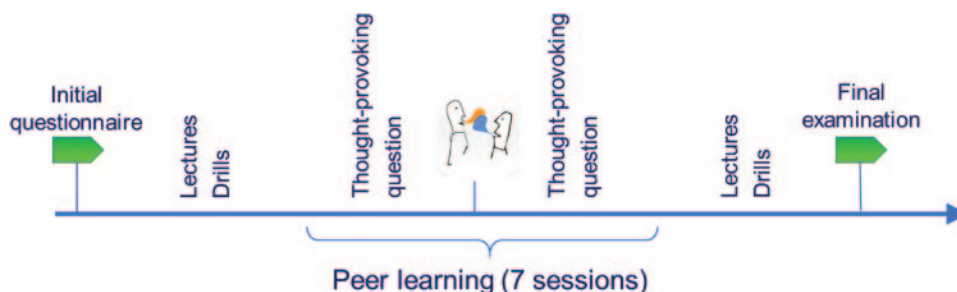 Initial
questionnaire
Lectures
Drills
Thought-provoking
question
Thought-provoking
question
Lectures
Drills
Final
examination
Peer learning (7 sessions)